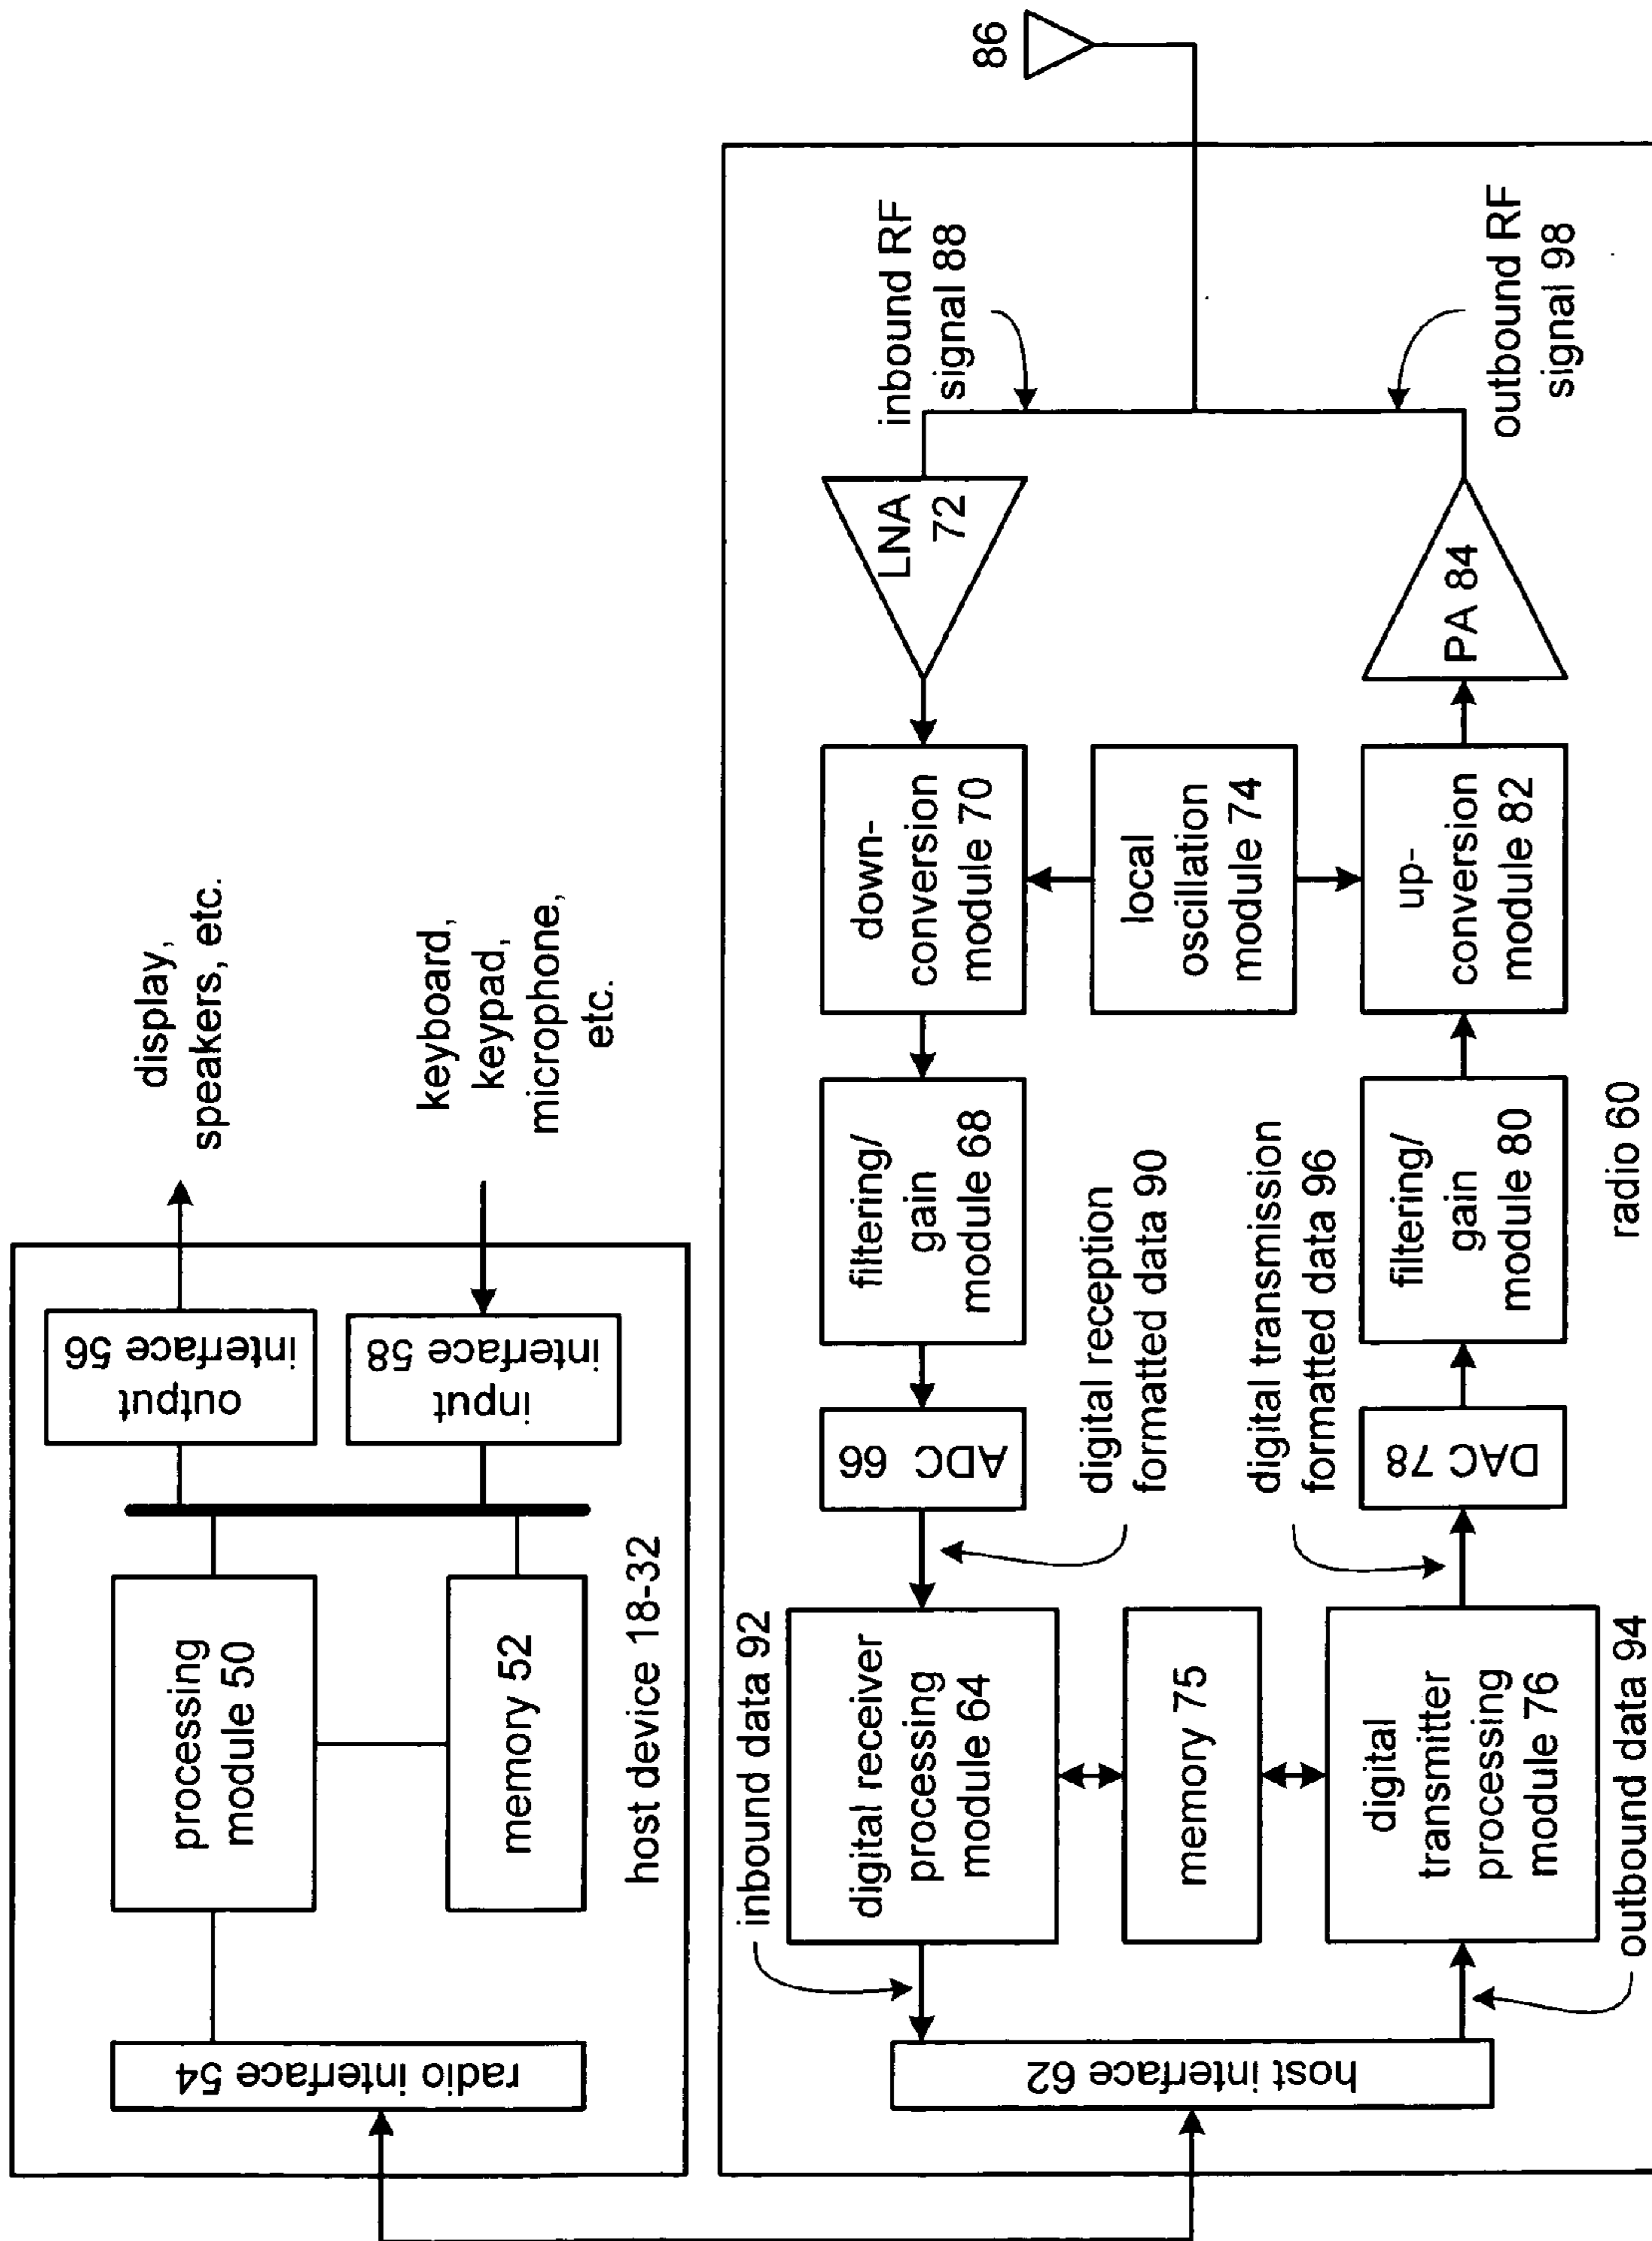 radio interface 54
processing
module 50
memory 52
output
interface 56
input
interface 58
display,
speakers, etc.
keyboard,
keypad,
microphone,
etc.
host device 18-32
host interface 62
inbound data 92
digital receiver
processing
module 64
ADC 66
digital reception
formatted data 90
filtering/
gain
module 68
down-
conversion
module 70
LNA
72
inbound RF
signal 88
86
memory 75
local
oscillation
module 74
digital
transmitter
processing
module 76
outbound data 94
digital transmission
formatted data 96
DAC 78
filtering/
gain
module 80
up-
conversion
module 82
PA 84
outbound RF
signal 98
radio 60